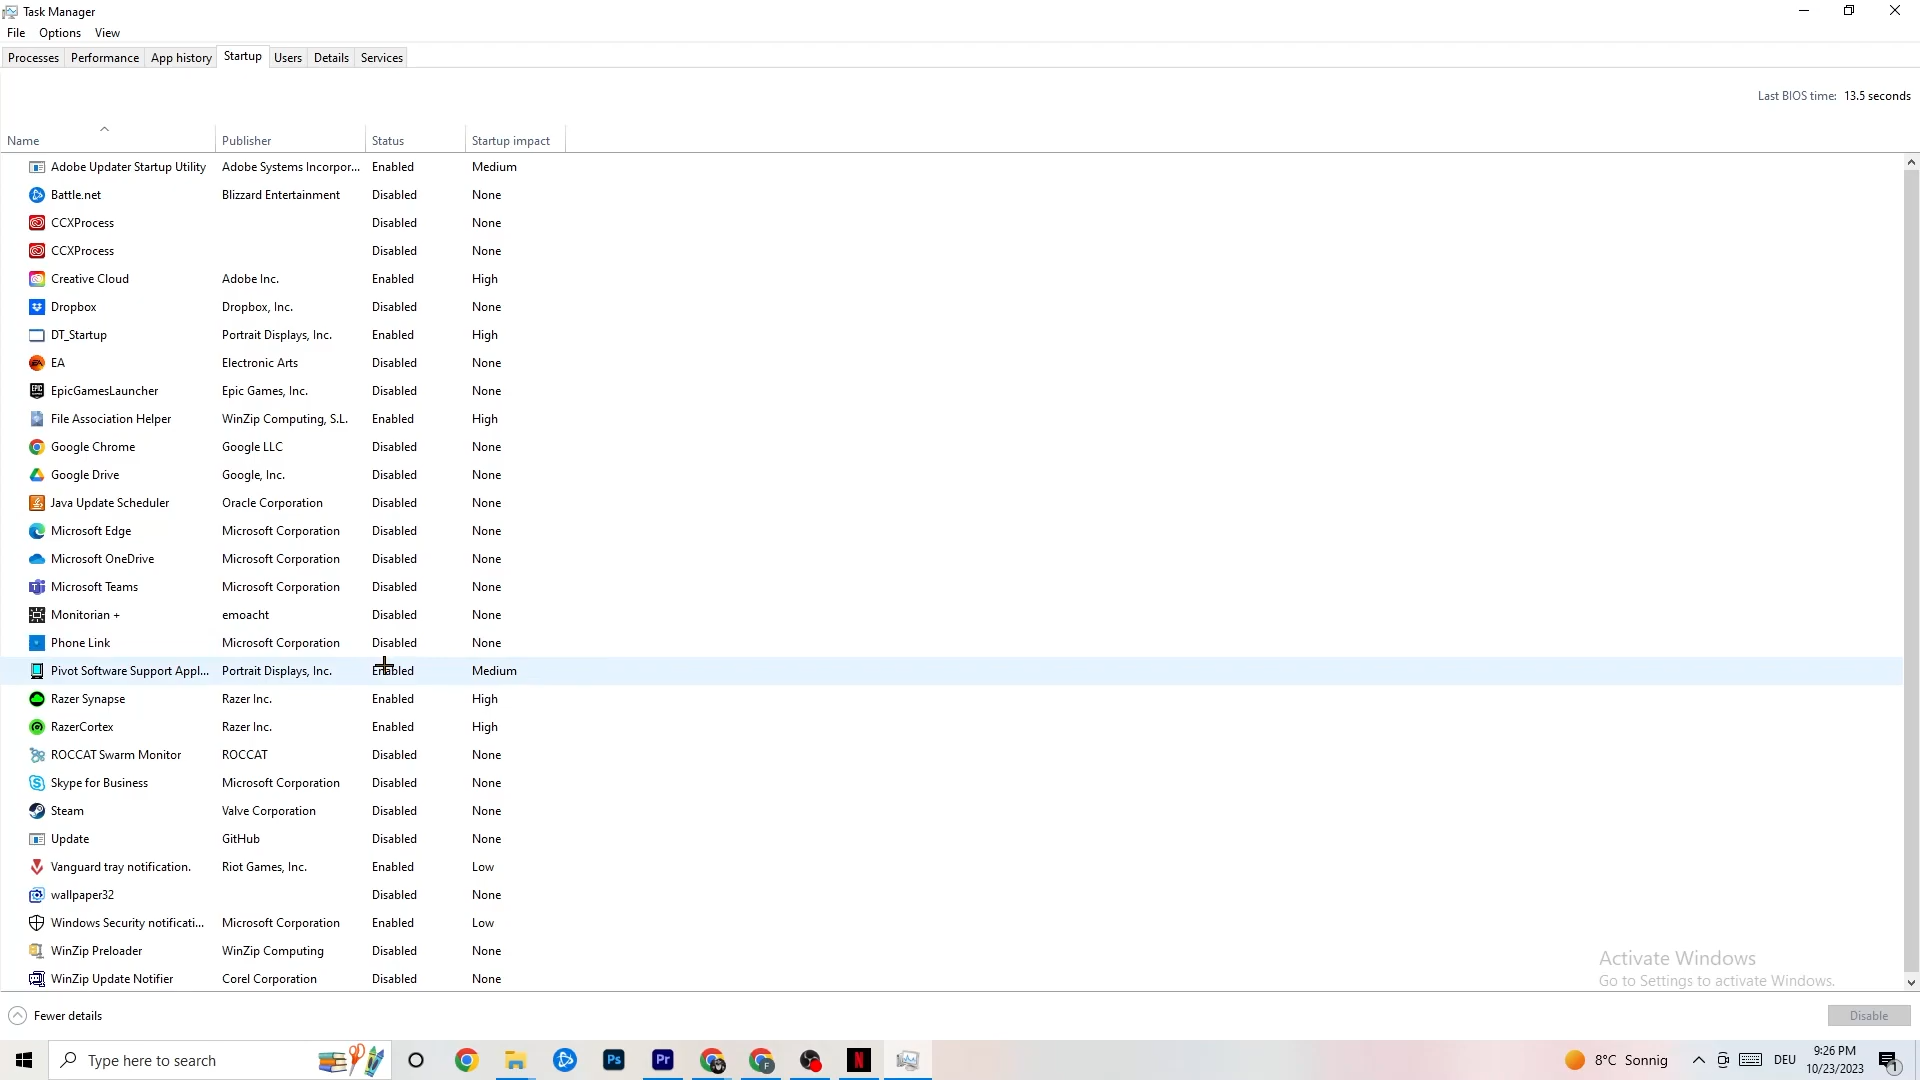 Task Manager
File Options View
Processes Performance App history Startup Users Details Services
Last BIOS time: 13.5 seconds
Name Publisher Status Startup impact
Adobe Updater Startup Utility Adobe Systems Incorpor... Enabled Medium
Battle.net Blizzard Entertainment Disabled None
CCXProcess Disabled None
CCXProcess Disabled None
Creative Cloud Adobe Inc. Enabled High
Dropbox Dropbox, Inc. Disabled None
DT_Startup Portrait Displays, Inc. Enabled High
EA Electronic Arts Disabled None
EpicGamesLauncher Epic Games, Inc. Disabled None
File Association Helper WinZip Computing, S.L. Enabled High
Google Chrome Google LLC Disabled None
Google Drive Google, Inc. Disabled None
Java Update Scheduler Oracle Corporation Disabled None
Microsoft Edge Microsoft Corporation Disabled None
Microsoft OneDrive Microsoft Corporation Disabled None
Microsoft Teams Microsoft Corporation Disabled None
Monitorian + emoacht Disabled None
Phone Link Microsoft Corporation Disabled None
Pivot Software Support Appl... Portrait Displays, Inc. Enabled Medium
Razer Synapse Razer Inc. Enabled High
RazerCortex Razer Inc. Enabled High
ROCCAT Swarm Monitor ROCCAT Disabled None
Skype for Business Microsoft Corporation Disabled None
Steam Valve Corporation Disabled None
Update GitHub Disabled None
Vanguard tray notification. Riot Games, Inc. Enabled Low
wallpaper32 Disabled None
Windows Security notificati... Microsoft Corporation Enabled Low
WinZip Preloader WinZip Computing Disabled None
WinZip Update Notifier Corel Corporation Disabled None
Activate Windows
Go to Settings to activate Windows.
Fewer details Disable
Type here to search Ps Pr F N 8°C Sonnig DEU 9:26 PM
10/23/2023 1